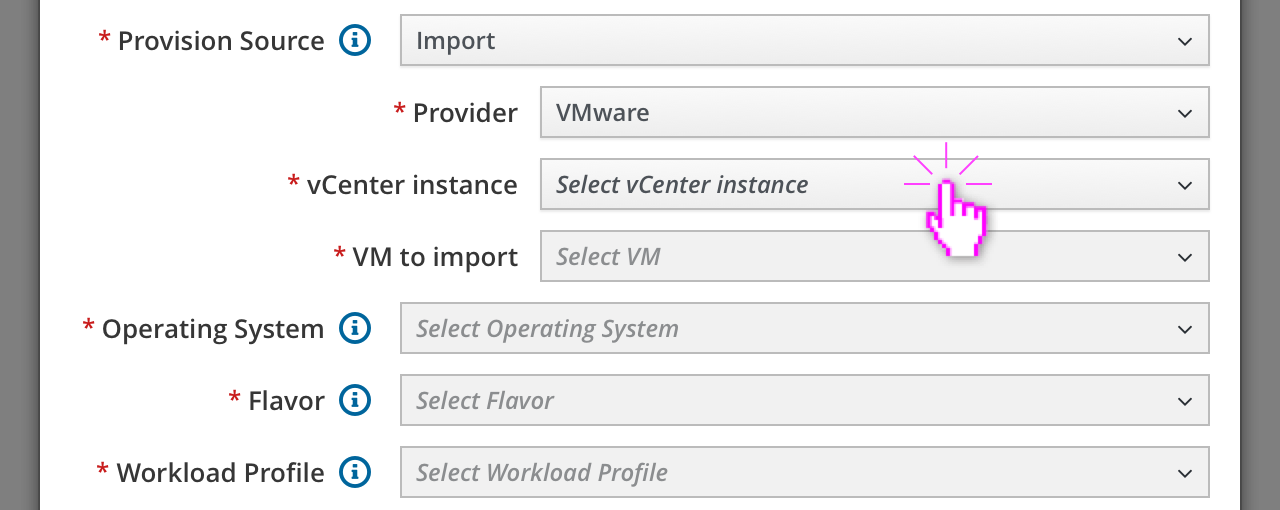 * Provision Source i Import
* Provider VMware
* vCenter instance Select vCenter instance
* VM to import Select VM
* Operating System i Select Operating System
* Flavor i Select Flavor
* Workload Profile i Select Workload Profile